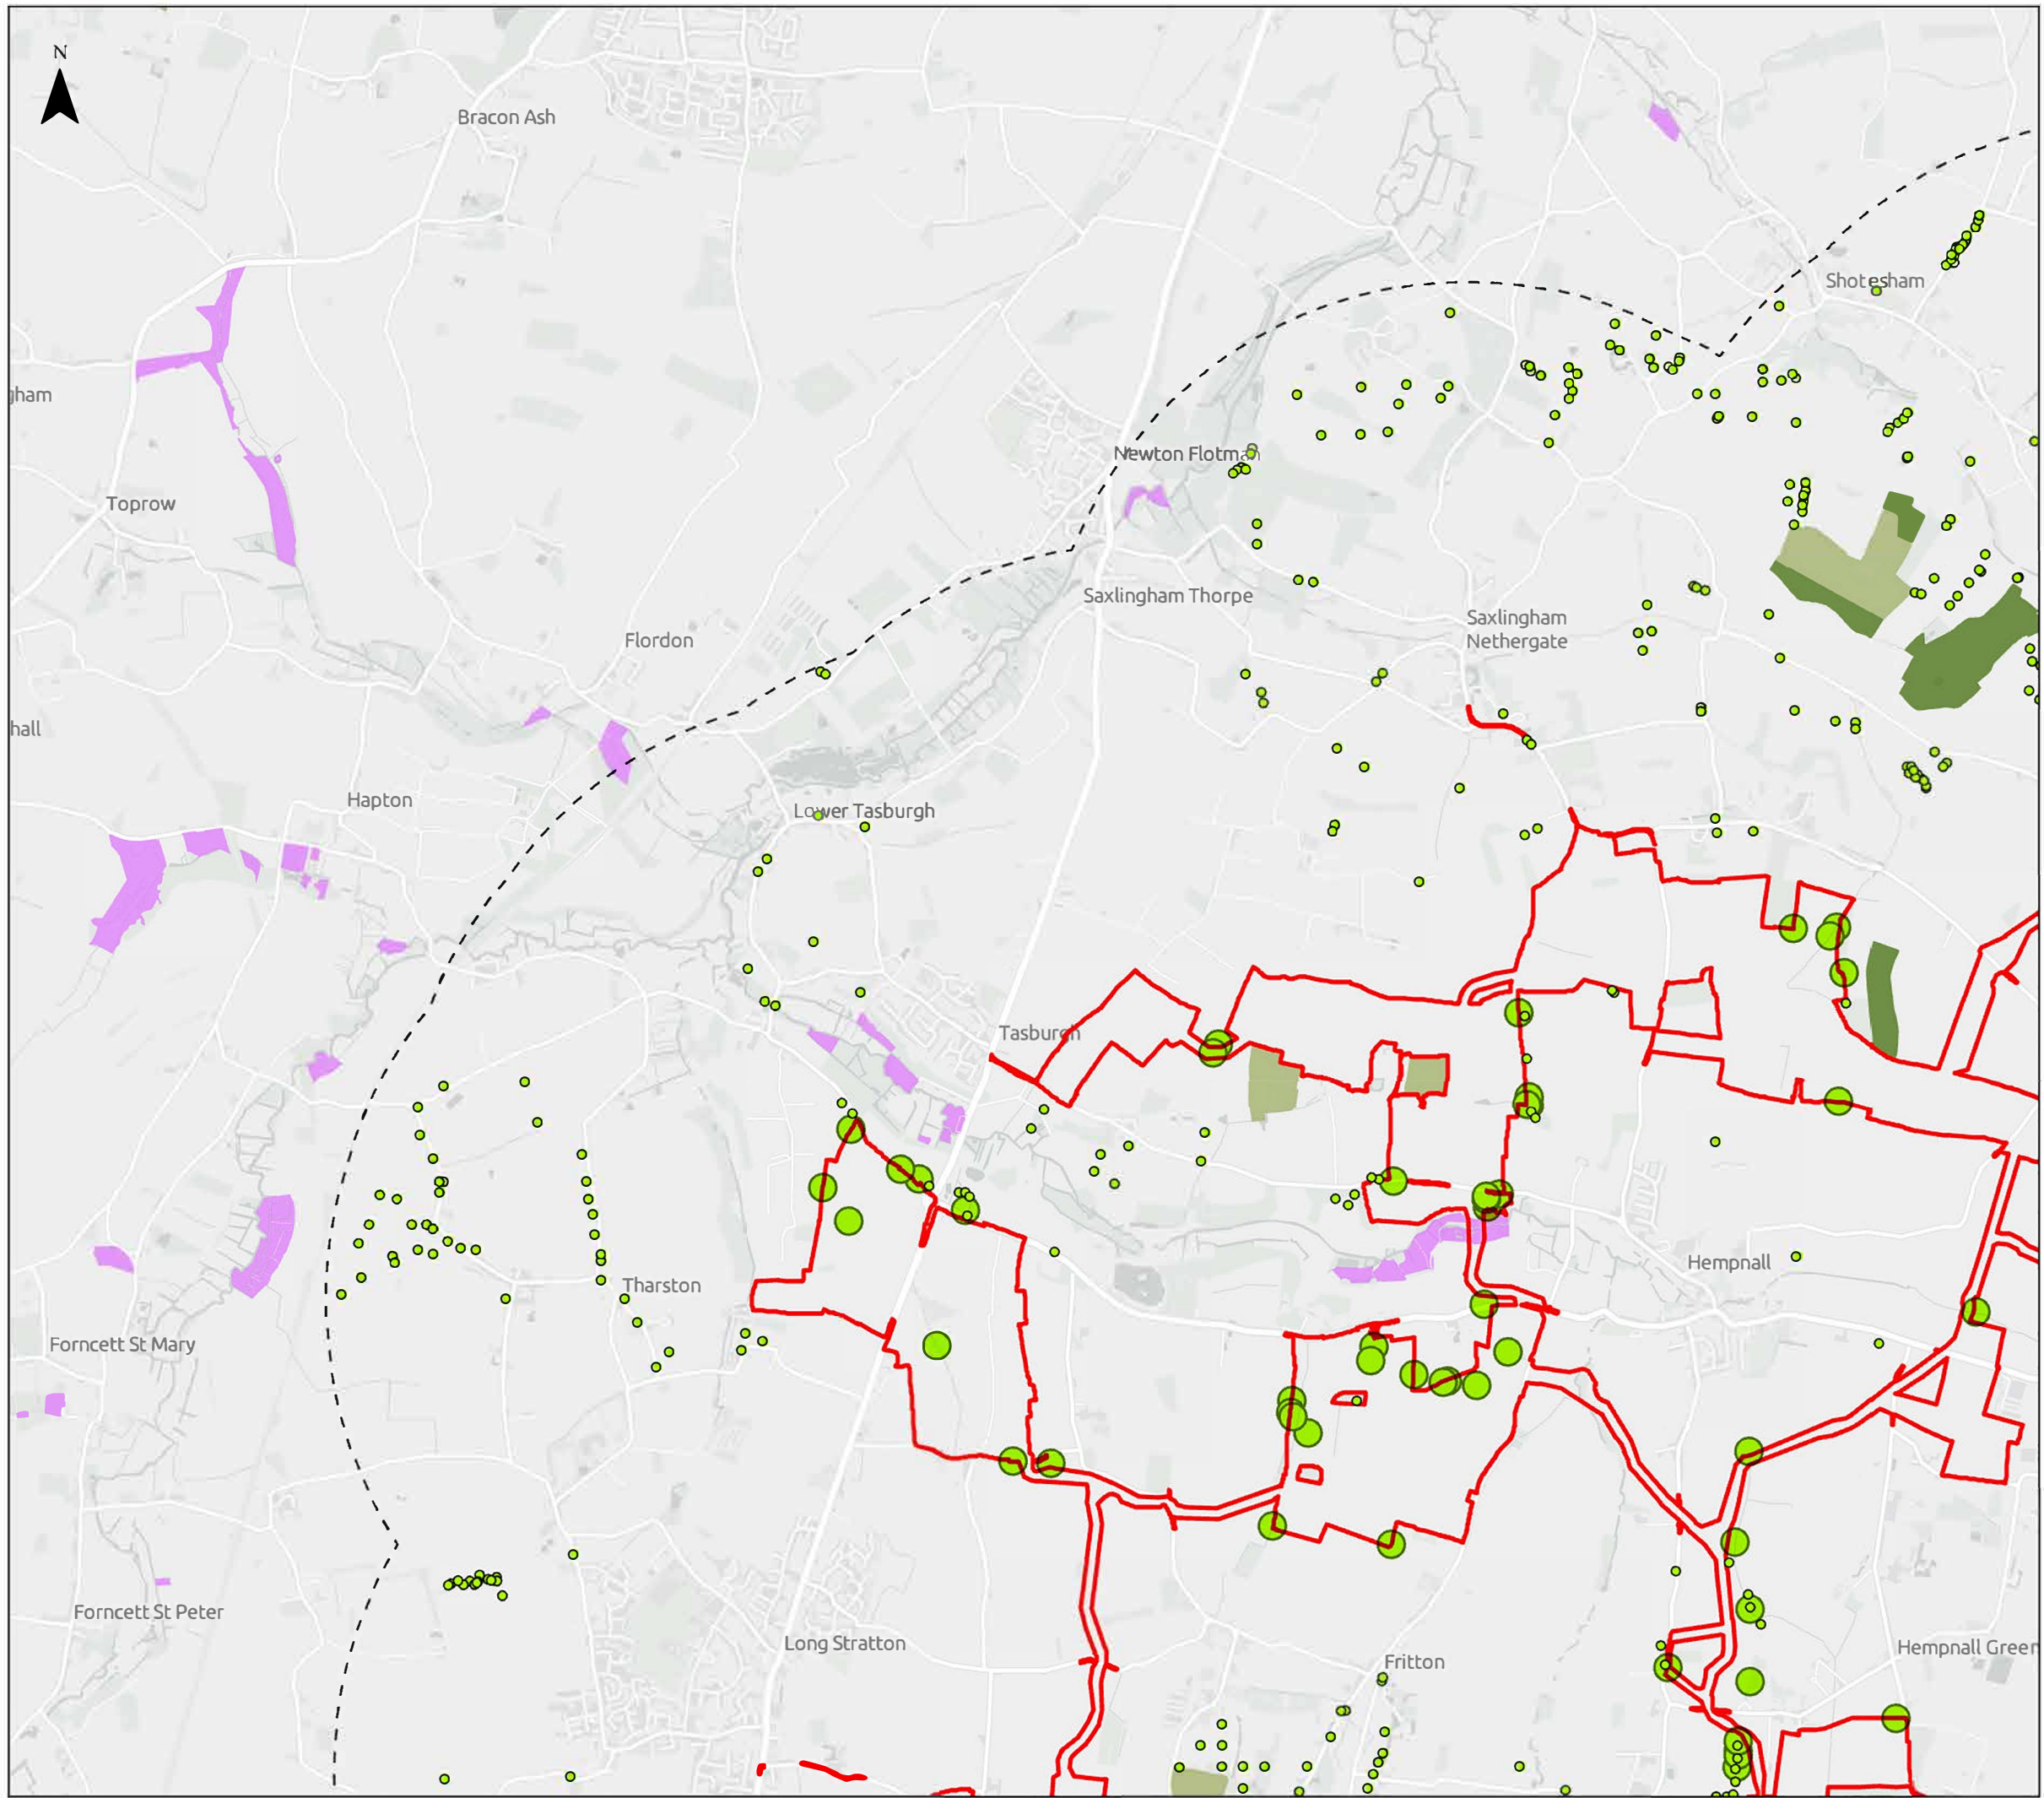 N
Bracon Ash
Shotesham
gham
Newton Flotman
Toprow
Saxlingham Thorpe
Saxlingham
Nethergate
Flordon
hall
Hapton
Lower Tasburgh
Tasburgh
Hempnall
Tharston
Forncett St Mary
Forncett St Peter
Long Stratton
Hempnall Green
Fritton